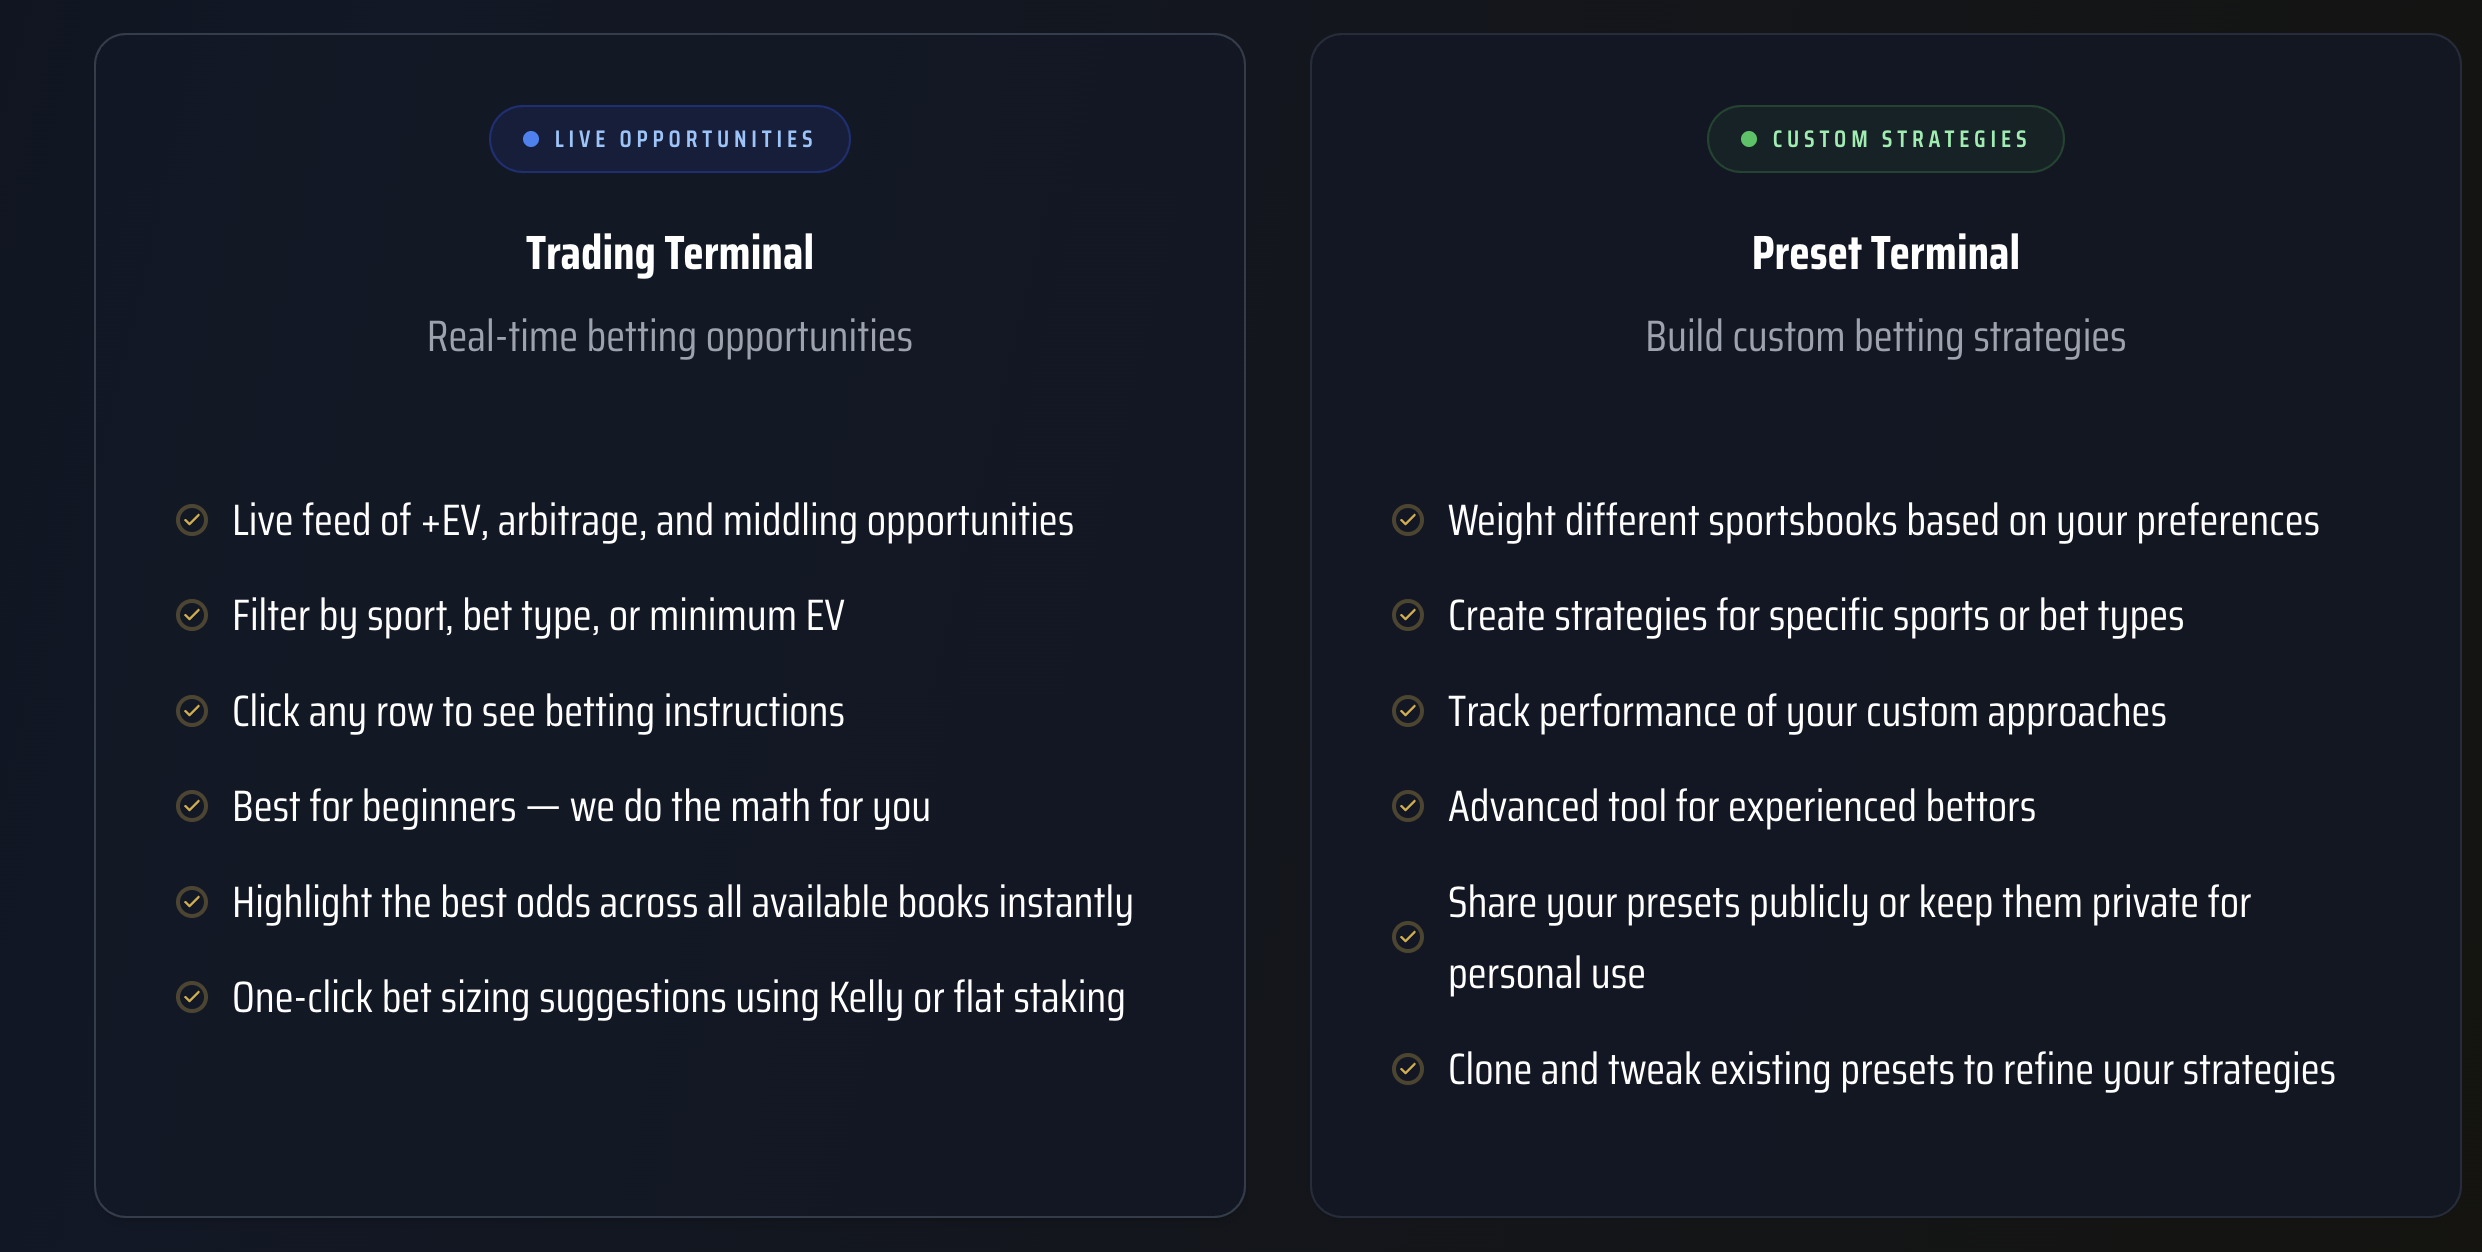 LIVE OPPORTUNITIES
Trading Terminal
Real-time betting opportunities
Live feed of +EV, arbitrage, and middling opportunities
Filter by sport, bet type, or minimum EV
Click any row to see betting instructions
Best for beginners — we do the math for you
Highlight the best odds across all available books instantly
One-click bet sizing suggestions using Kelly or flat staking
CUSTOM STRATEGIES
Preset Terminal
Build custom betting strategies
Weight different sportsbooks based on your preferences
Create strategies for specific sports or bet types
Track performance of your custom approaches
Advanced tool for experienced bettors
Share your presets publicly or keep them private for
personal use
Clone and tweak existing presets to refine your strategies